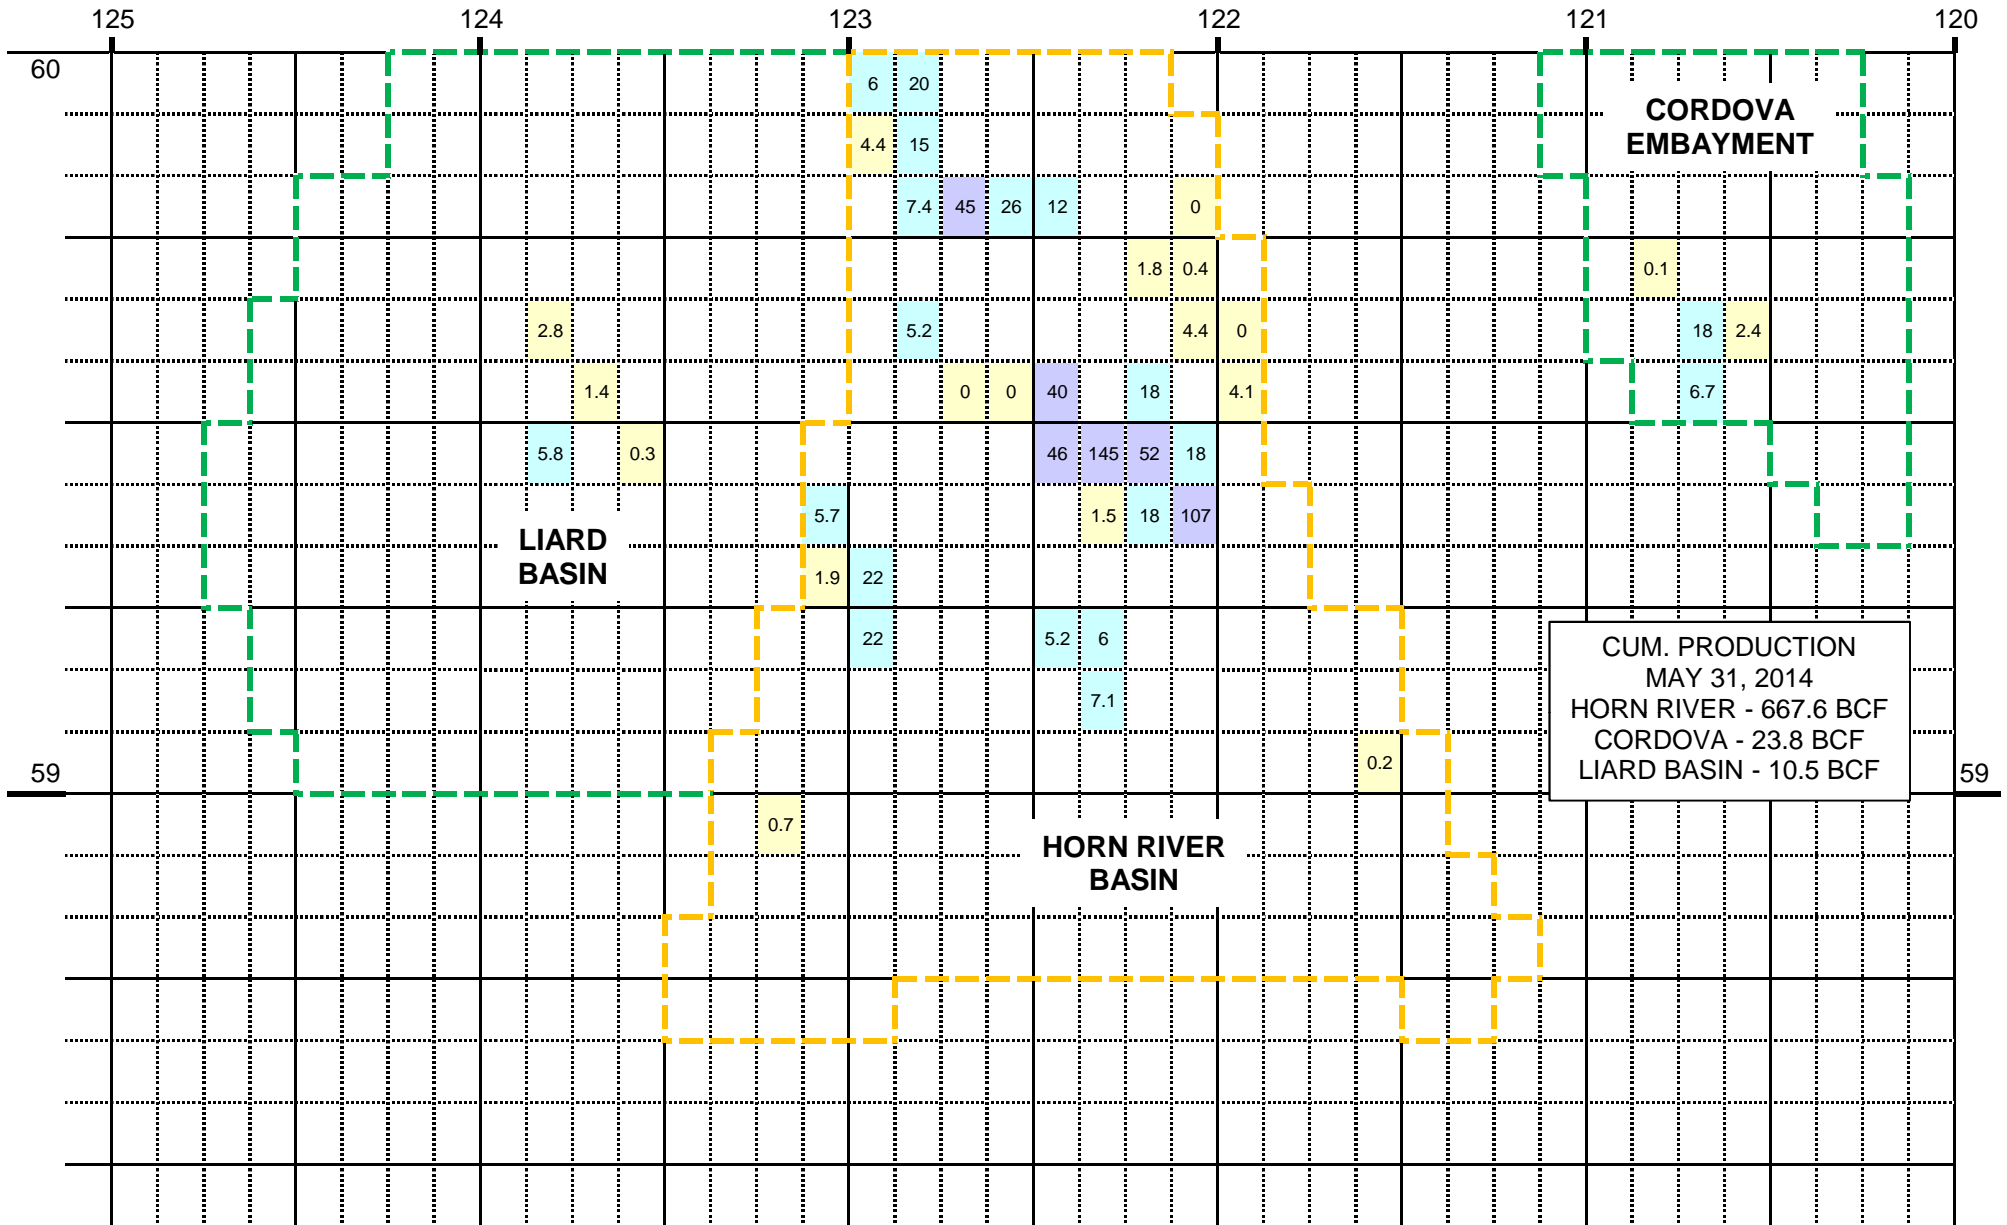 125 124 123 122 121 120
60
6 20
CORDOVA
EMBAYMENT
4.4 15
7.4 45 26 12 0
1.8 0.4 0.1
2.8 5.2 4.4 0 18 2.4
1.4 0 0 40 18 4.1 6.7
5.8 0.3 46 145 52 18
5.7 1.5 18 107
LIARD
BASIN
1.9 22
22 5.2 6
CUM. PRODUCTION
MAY 31, 2014
HORN RIVER - 667.6 BCF
CORDOVA - 23.8 BCF
LIARD BASIN - 10.5 BCF
7.1
0.2
59 59
0.7
HORN RIVER
BASIN